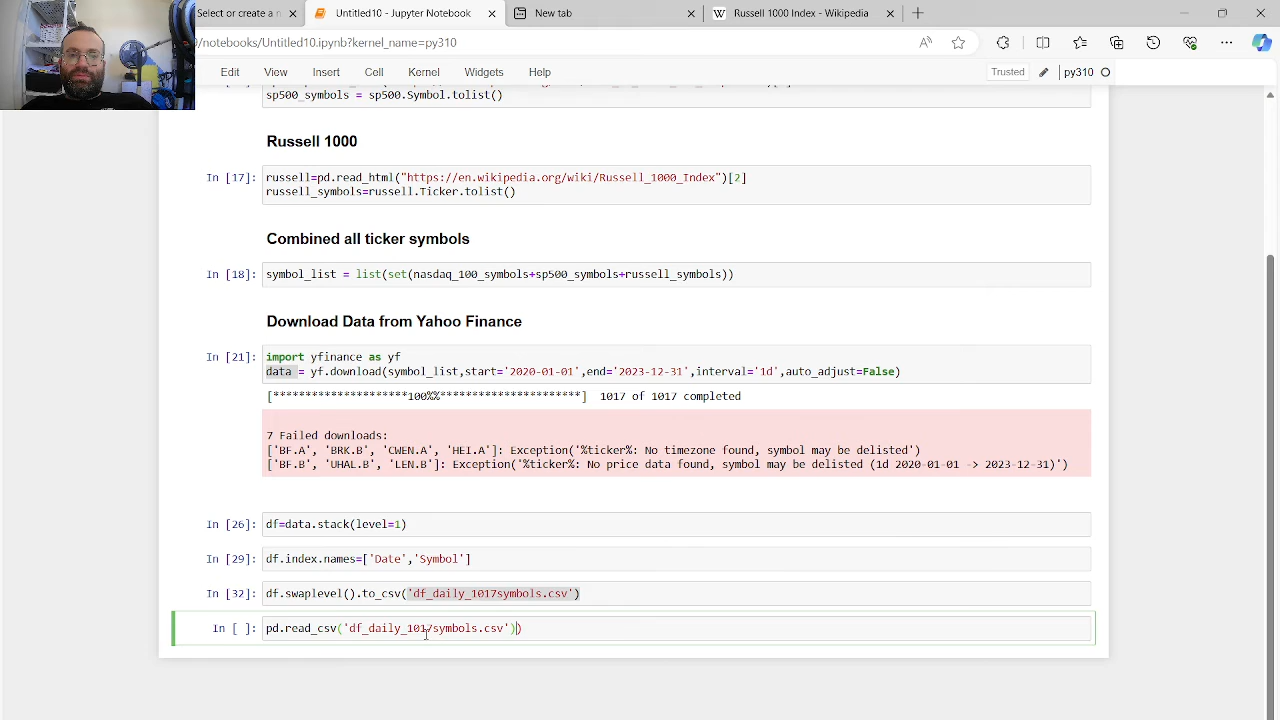 Select or create a n
Untitled10 - Jupyter Notebook
New tab
Russell 1000 Index - Wikipedia
)/notebooks/Untitled10.ipynb?kernel_name=py310
Edit View Insert Cell Kernel Widgets Help
Trusted py310
sp500_symbols = sp500.Symbol.tolist()
Russell 1000
In [17]: russell=pd.read_html("https://en.wikipedia.org/wiki/Russell_1000_Index")[2]
russell_symbols=russell.Ticker.tolist()
Combined all ticker symbols
In [18]: symbol_list = list(set(nasdaq_100_symbols+sp500_symbols+russell_symbols))
Download Data from Yahoo Finance
In [21]: import yfinance as yf
data = yf.download(symbol_list,start='2020-01-01',end='2023-12-31',interval='1d',auto_adjust=False)
[*********************100%%**********************] 1017 of 1017 completed
7 Failed downloads:
['BF.A', 'BRK.B', 'CWEN.A', 'HEI.A']: Exception('%ticker%: No timezone found, symbol may be delisted')
['BF.B', 'UHAL.B', 'LEN.B']: Exception('%ticker%: No price data found, symbol may be delisted (1d 2020-01-01 -> 2023-12-31)')
In [26]: df=data.stack(level=1)
In [29]: df.index.names=['Date','Symbol']
In [32]: df.swaplevel().to_csv('df_daily_1017symbols.csv')
In [ ]: pd.read_csv('df_daily_1017symbols.csv'))